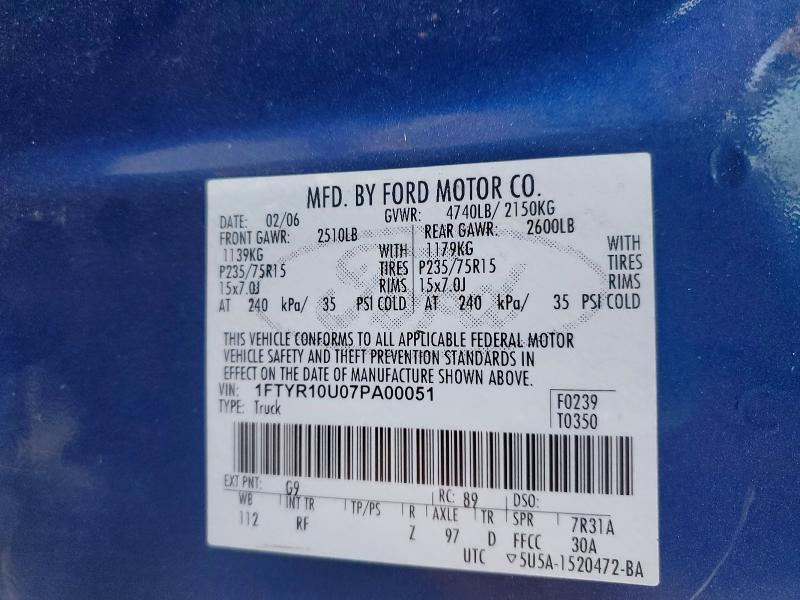 MFD. BY FORD MOTOR CO.
DATE: 02/06 GVWR: 4740LB/ 2150KG
FRONT GAWR: 2510LB REAR GAWR: 2600LB
1139KG WITH 1179KG WITH
P235/75R15 TIRES P235/75R15 TIRES
15x7.0J RIMS 15x7.0J RIMS
AT 240 kPa/ 35 PSI COLD AT 240 kPa/ 35 PSI COLD
THIS VEHICLE CONFORMS TO ALL APPLICABLE FEDERAL MOTOR
VEHICLE SAFETY AND THEFT PREVENTION STANDARDS IN
EFFECT ON THE DATE OF MANUFACTURE SHOWN ABOVE.
VIN: 1FTYR10U07PA00051
TYPE: Truck
F0239
T0350
EXT PNT: G9 RC: 89 DSO:
WB INT TR TP/PS R AXLE TR SPR 7R31A
112 RF Z 97 D FFCC 30A
UTC ▽5U5A-1520472-BA